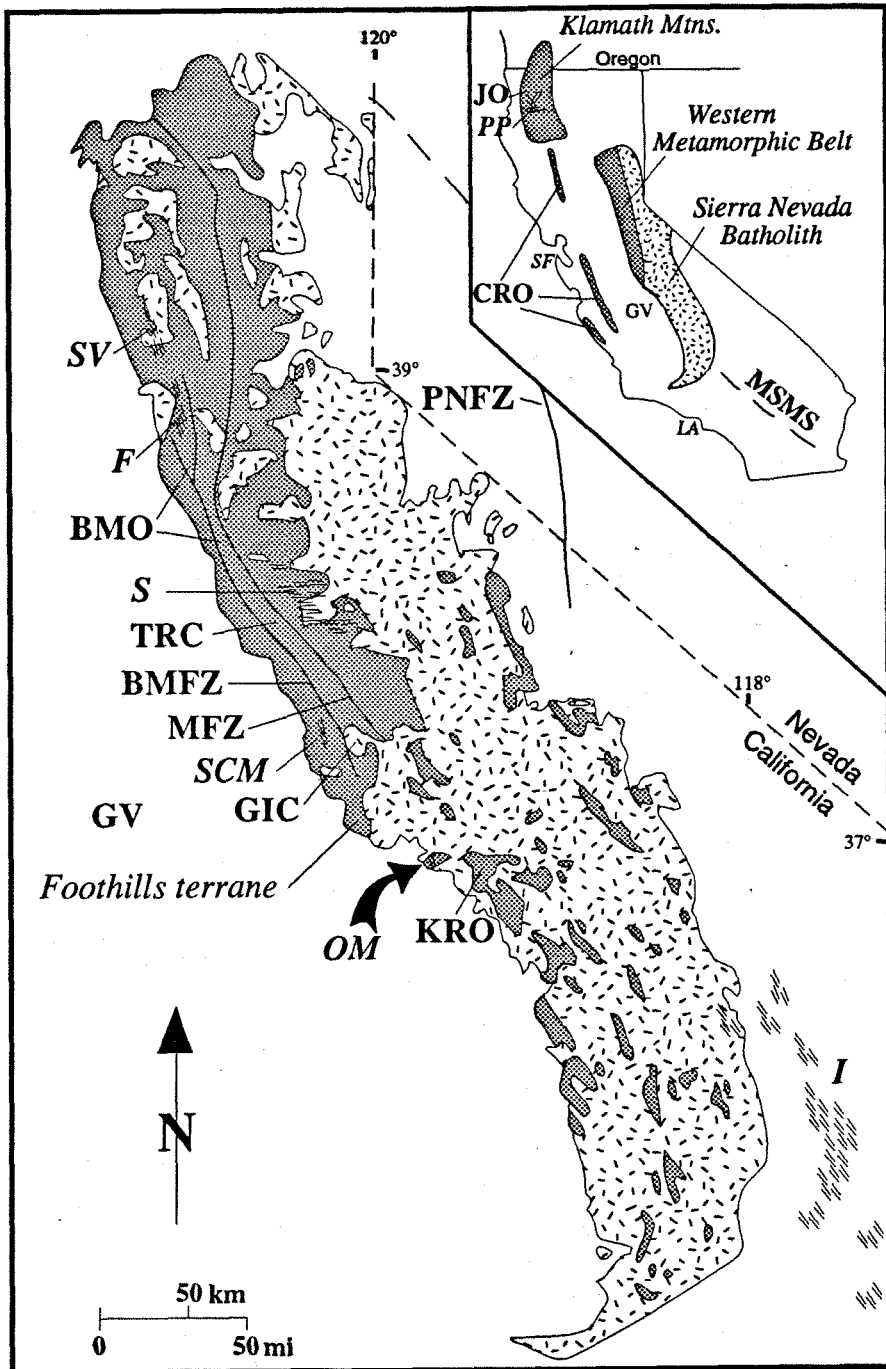 120°
Klamath Mtns.
Oregon
JO
PP
Western
Metamorphic Belt
Sierra Nevada
Batholith
SF
CRO
GV
MSMS
LA
SV
39°
PNFZ
F
BMO
S
TRC
BMFZ
MFZ
SCM
GIC
GV
118°
Nevada
California
37°
Foothills terrane
OM
KRO
I
N
50 km
0
50 mi